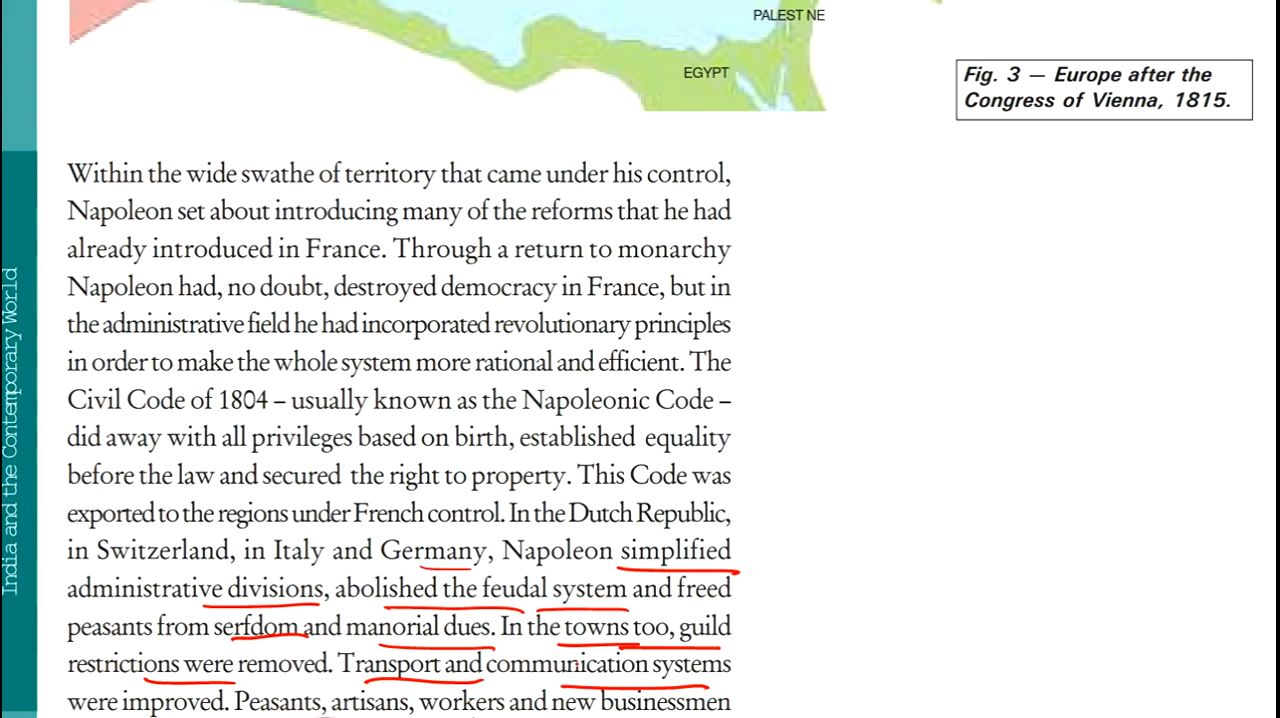 PALEST NE
EGYPT
Fig. 3 — Europe after the
Congress of Vienna, 1815.
Within the wide swathe of territory that came under his control,
Napoleon set about introducing many of the reforms that he had
already introduced in France. Through a return to monarchy
Napoleon had, no doubt, destroyed democracy in France, but in
the administrative field he had incorporated revolutionary principles
in order to make the whole system more rational and efficient. The
Civil Code of 1804 – usually known as the Napoleonic Code –
did away with all privileges based on birth, established equality
before the law and secured the right to property. This Code was
exported to the regions under French control. In the Dutch Republic,
in Switzerland, in Italy and Germany, Napoleon simplified
administrative divisions, abolished the feudal system and freed
peasants from serfdom and manorial dues. In the towns too, guild
restrictions were removed. Transport and communication systems
were improved. Peasants, artisans, workers and new businessmen
India and the Contemporary World